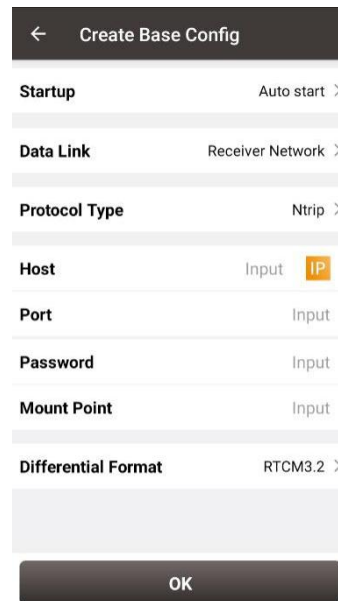 Create Base Config
Startup Auto start
Data Link Receiver Network
Protocol Type Ntrip
Host Input IP
Port Input
Password Input
Mount Point Input
Differential Format RTCM3.2
OK